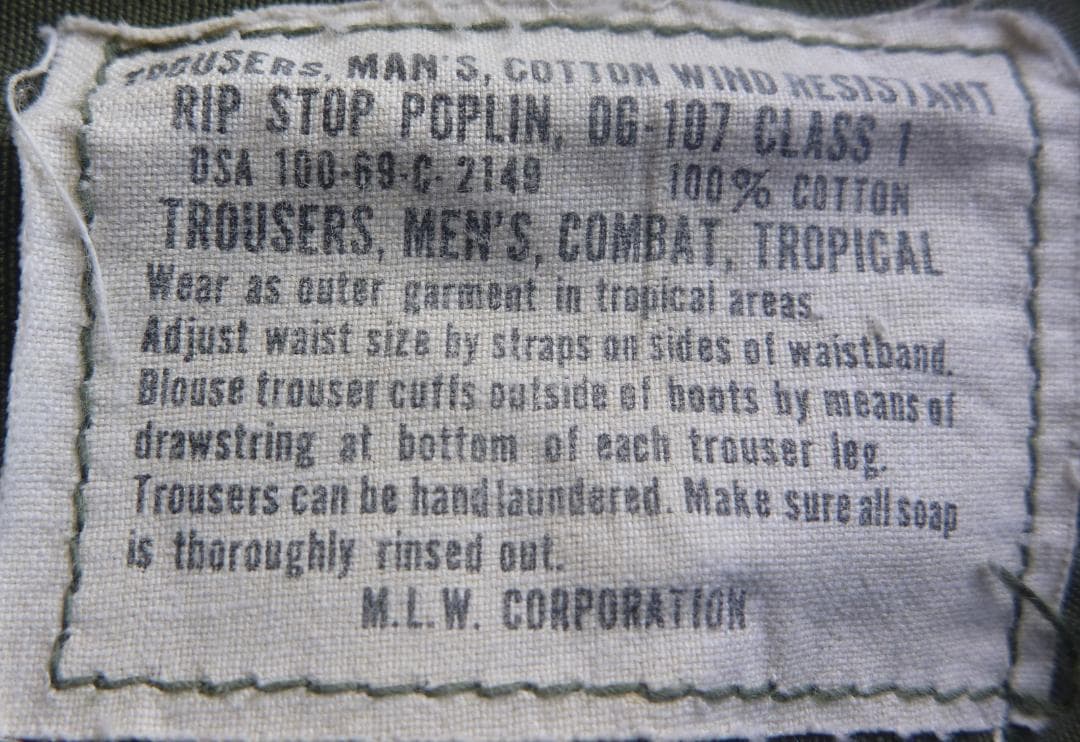 TROUSERS, MAN'S, COTTON WIND RESISTANT
RIP STOP POPLIN, OG-107 CLASS 1
DSA 100-69-C-2149 100% COTTON
TROUSERS, MEN'S, COMBAT, TROPICAL
Wear as outer garment in tropical areas.
Adjust waist size by straps on sides of waistband.
Blouse trouser cuffs outside of boots by means of
drawstring at bottom of each trouser leg.
Trousers can be hand laundered. Make sure all soap
is thoroughly rinsed out.
M.L.W. CORPORATION